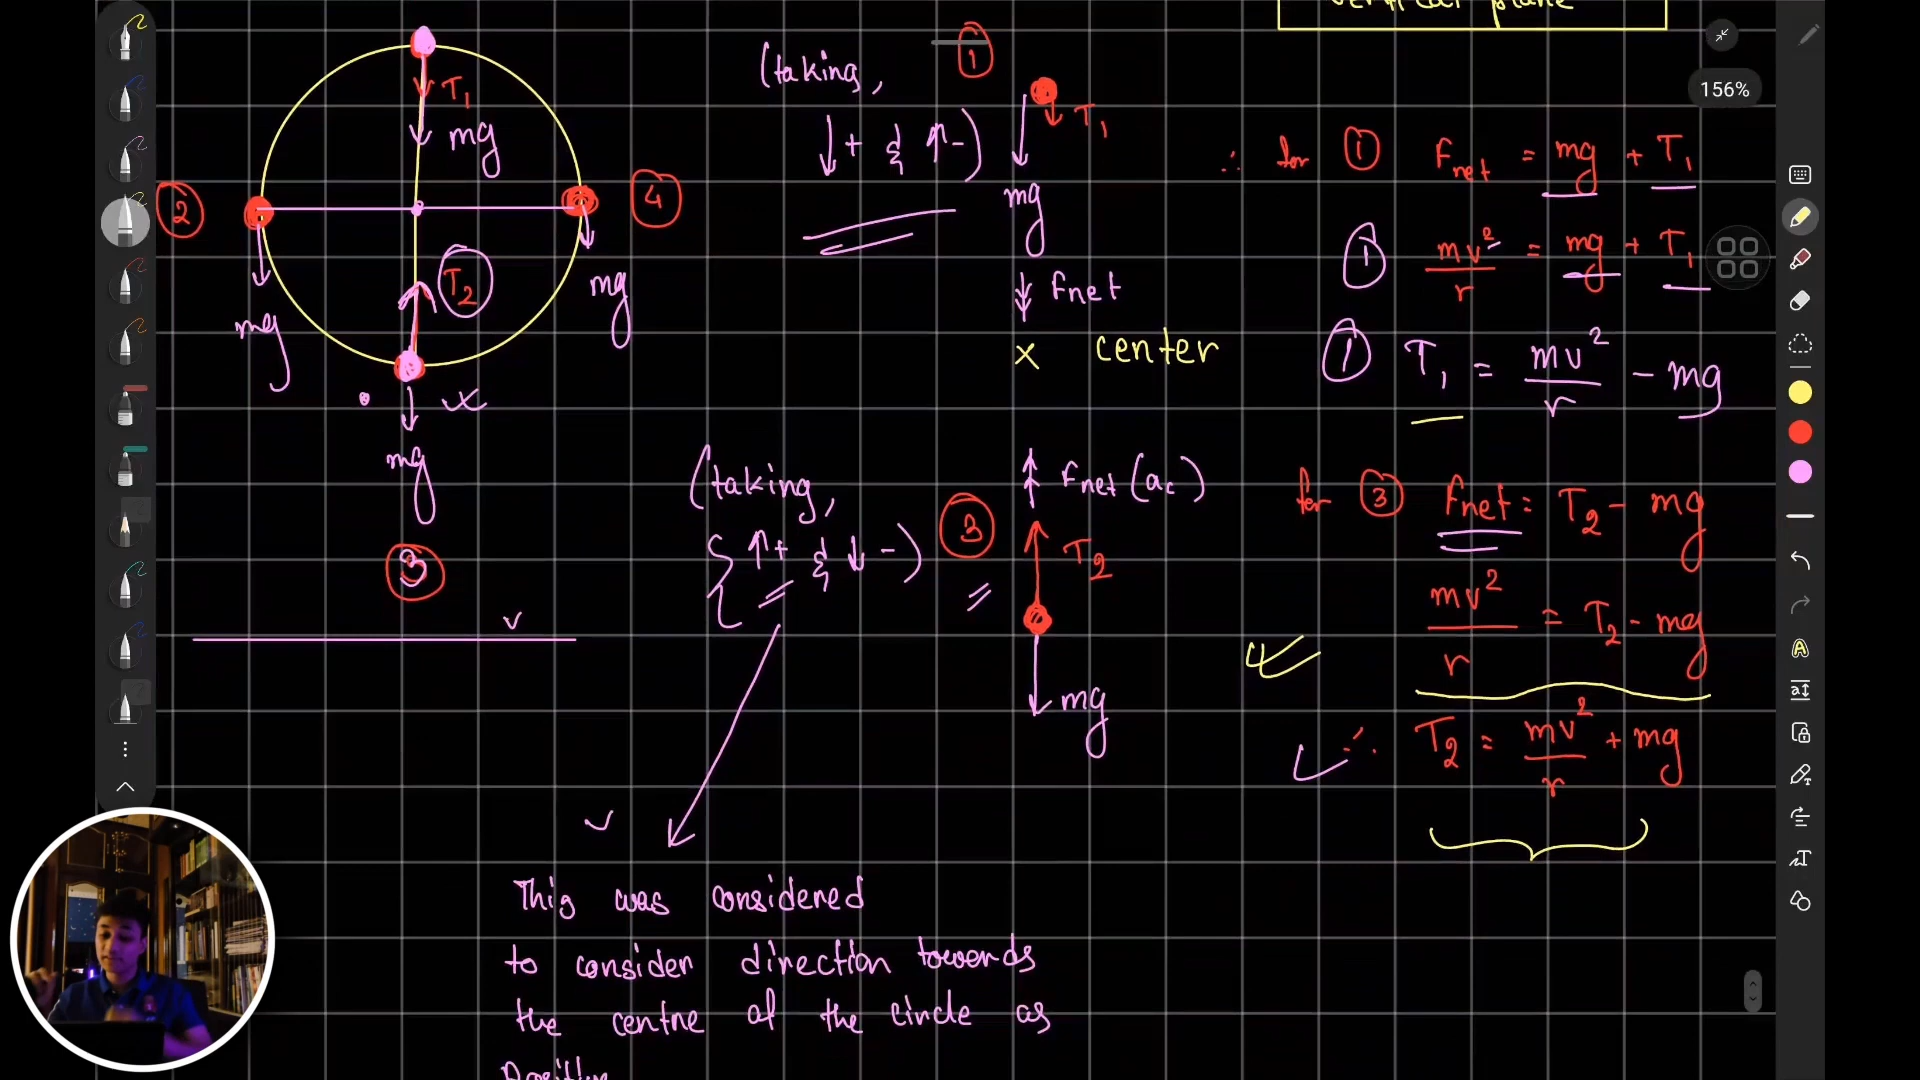 vertical plane
156%
T₁
mg
②
④
mg
T₂
mg
mg
③
(taking,
↓+ & ↑-)
①
T₁
mg
Fnet
× center
∴ for ① Fnet = mg + T₁
① mv²/r = mg + T₁
① T₁ = mv²/r - mg
(taking,
↑+ & ↓-)
③
Fnet (ac)
T₂
mg
for ③ Fnet = T₂ - mg
mv²/r = T₂ - mg
∴ T₂ = mv²/r + mg
This was considered
to consider direction towards
the centre of the circle as
positive